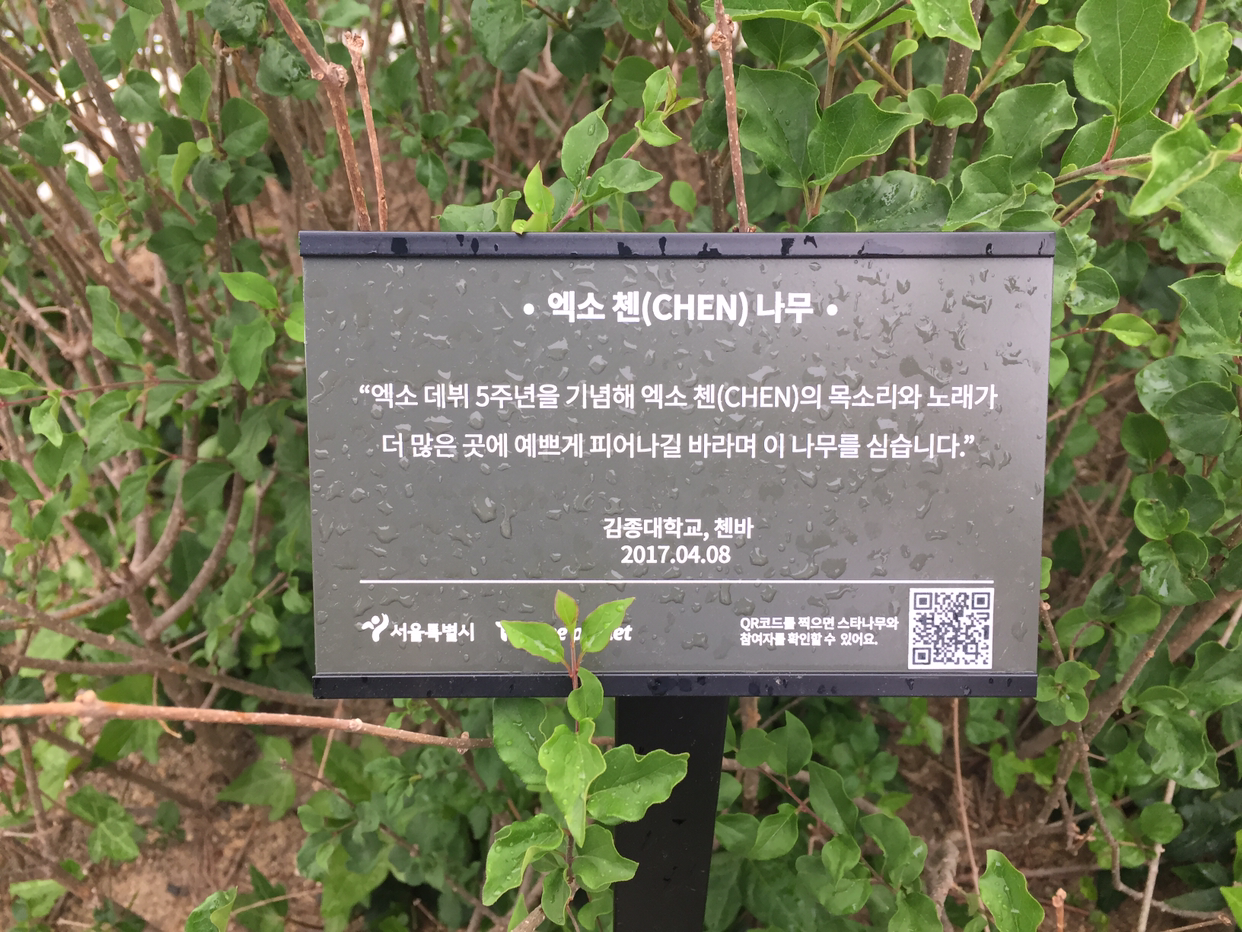 • 엑소 첸(CHEN) 나무 •
“엑소 데뷔 5주년을 기념해 엑소 첸(CHEN)의 목소리와 노래가
더 많은 곳에 예쁘게 피어나길 바라며 이 나무를 심습니다.”
김종대학교, 첸바
2017.04.08
서울특별시
QR코드를 찍으면 스타나무와
참여자를 확인할 수 있어요.